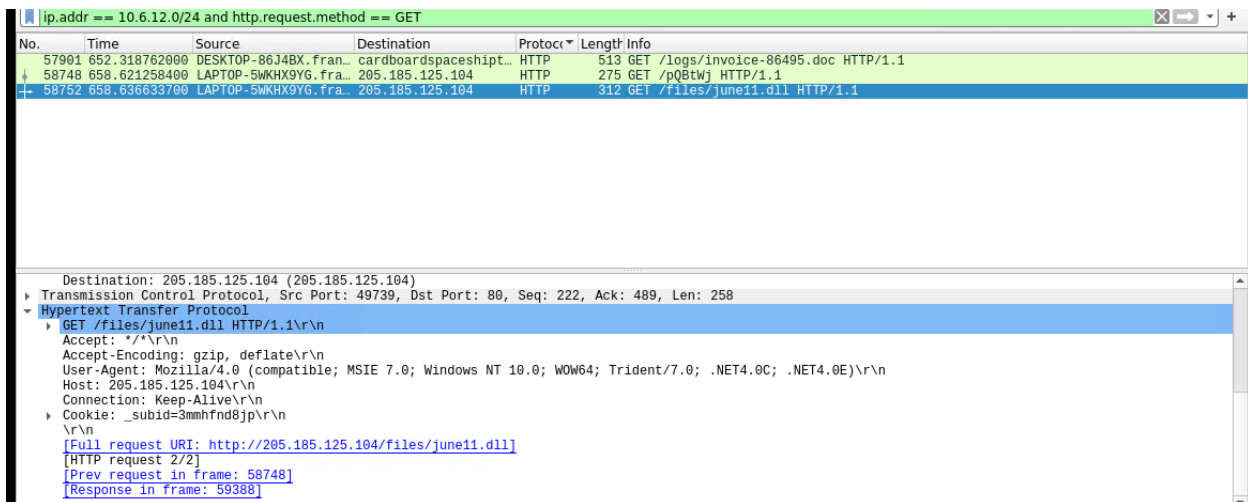 ip.addr == 10.6.12.0/24 and http.request.method == GET
No. Time Source Destination Protocc Length Info
57901 652.318762000 DESKTOP-86J4BX.fran… cardboardspaceshipt… HTTP 513 GET /logs/invoice-86495.doc HTTP/1.1
58748 658.621258400 LAPTOP-5WKHX9YG.fra… 205.185.125.104 HTTP 275 GET /pQBtWj HTTP/1.1
58752 658.636633700 LAPTOP-5WKHX9YG.fra… 205.185.125.104 HTTP 312 GET /files/june11.dll HTTP/1.1
Destination: 205.185.125.104 (205.185.125.104)
Transmission Control Protocol, Src Port: 49739, Dst Port: 80, Seq: 222, Ack: 489, Len: 258
Hypertext Transfer Protocol
GET /files/june11.dll HTTP/1.1\r\n
Accept: */*\r\n
Accept-Encoding: gzip, deflate\r\n
User-Agent: Mozilla/4.0 (compatible; MSIE 7.0; Windows NT 10.0; WOW64; Trident/7.0; .NET4.0C; .NET4.0E)\r\n
Host: 205.185.125.104\r\n
Connection: Keep-Alive\r\n
Cookie: _subid=3mmhfnd8jp\r\n
\r\n
[Full request URI: http://205.185.125.104/files/june11.dll]
[HTTP request 2/2]
[Prev request in frame: 58748]
[Response in frame: 59388]